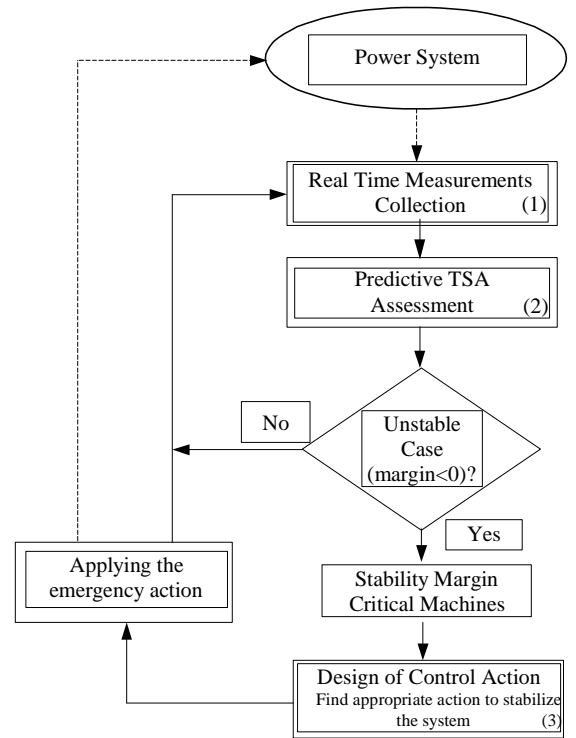 Power System
Real Time Measurements
Collection
(1)
Predictive TSA
Assessment
(2)
No
Unstable
Case
(margin<0)?
Yes
Applying the
emergency action
Stability Margin
Critical Machines
Design of Control Action
Find appropriate action to stabilize
the system
(3)